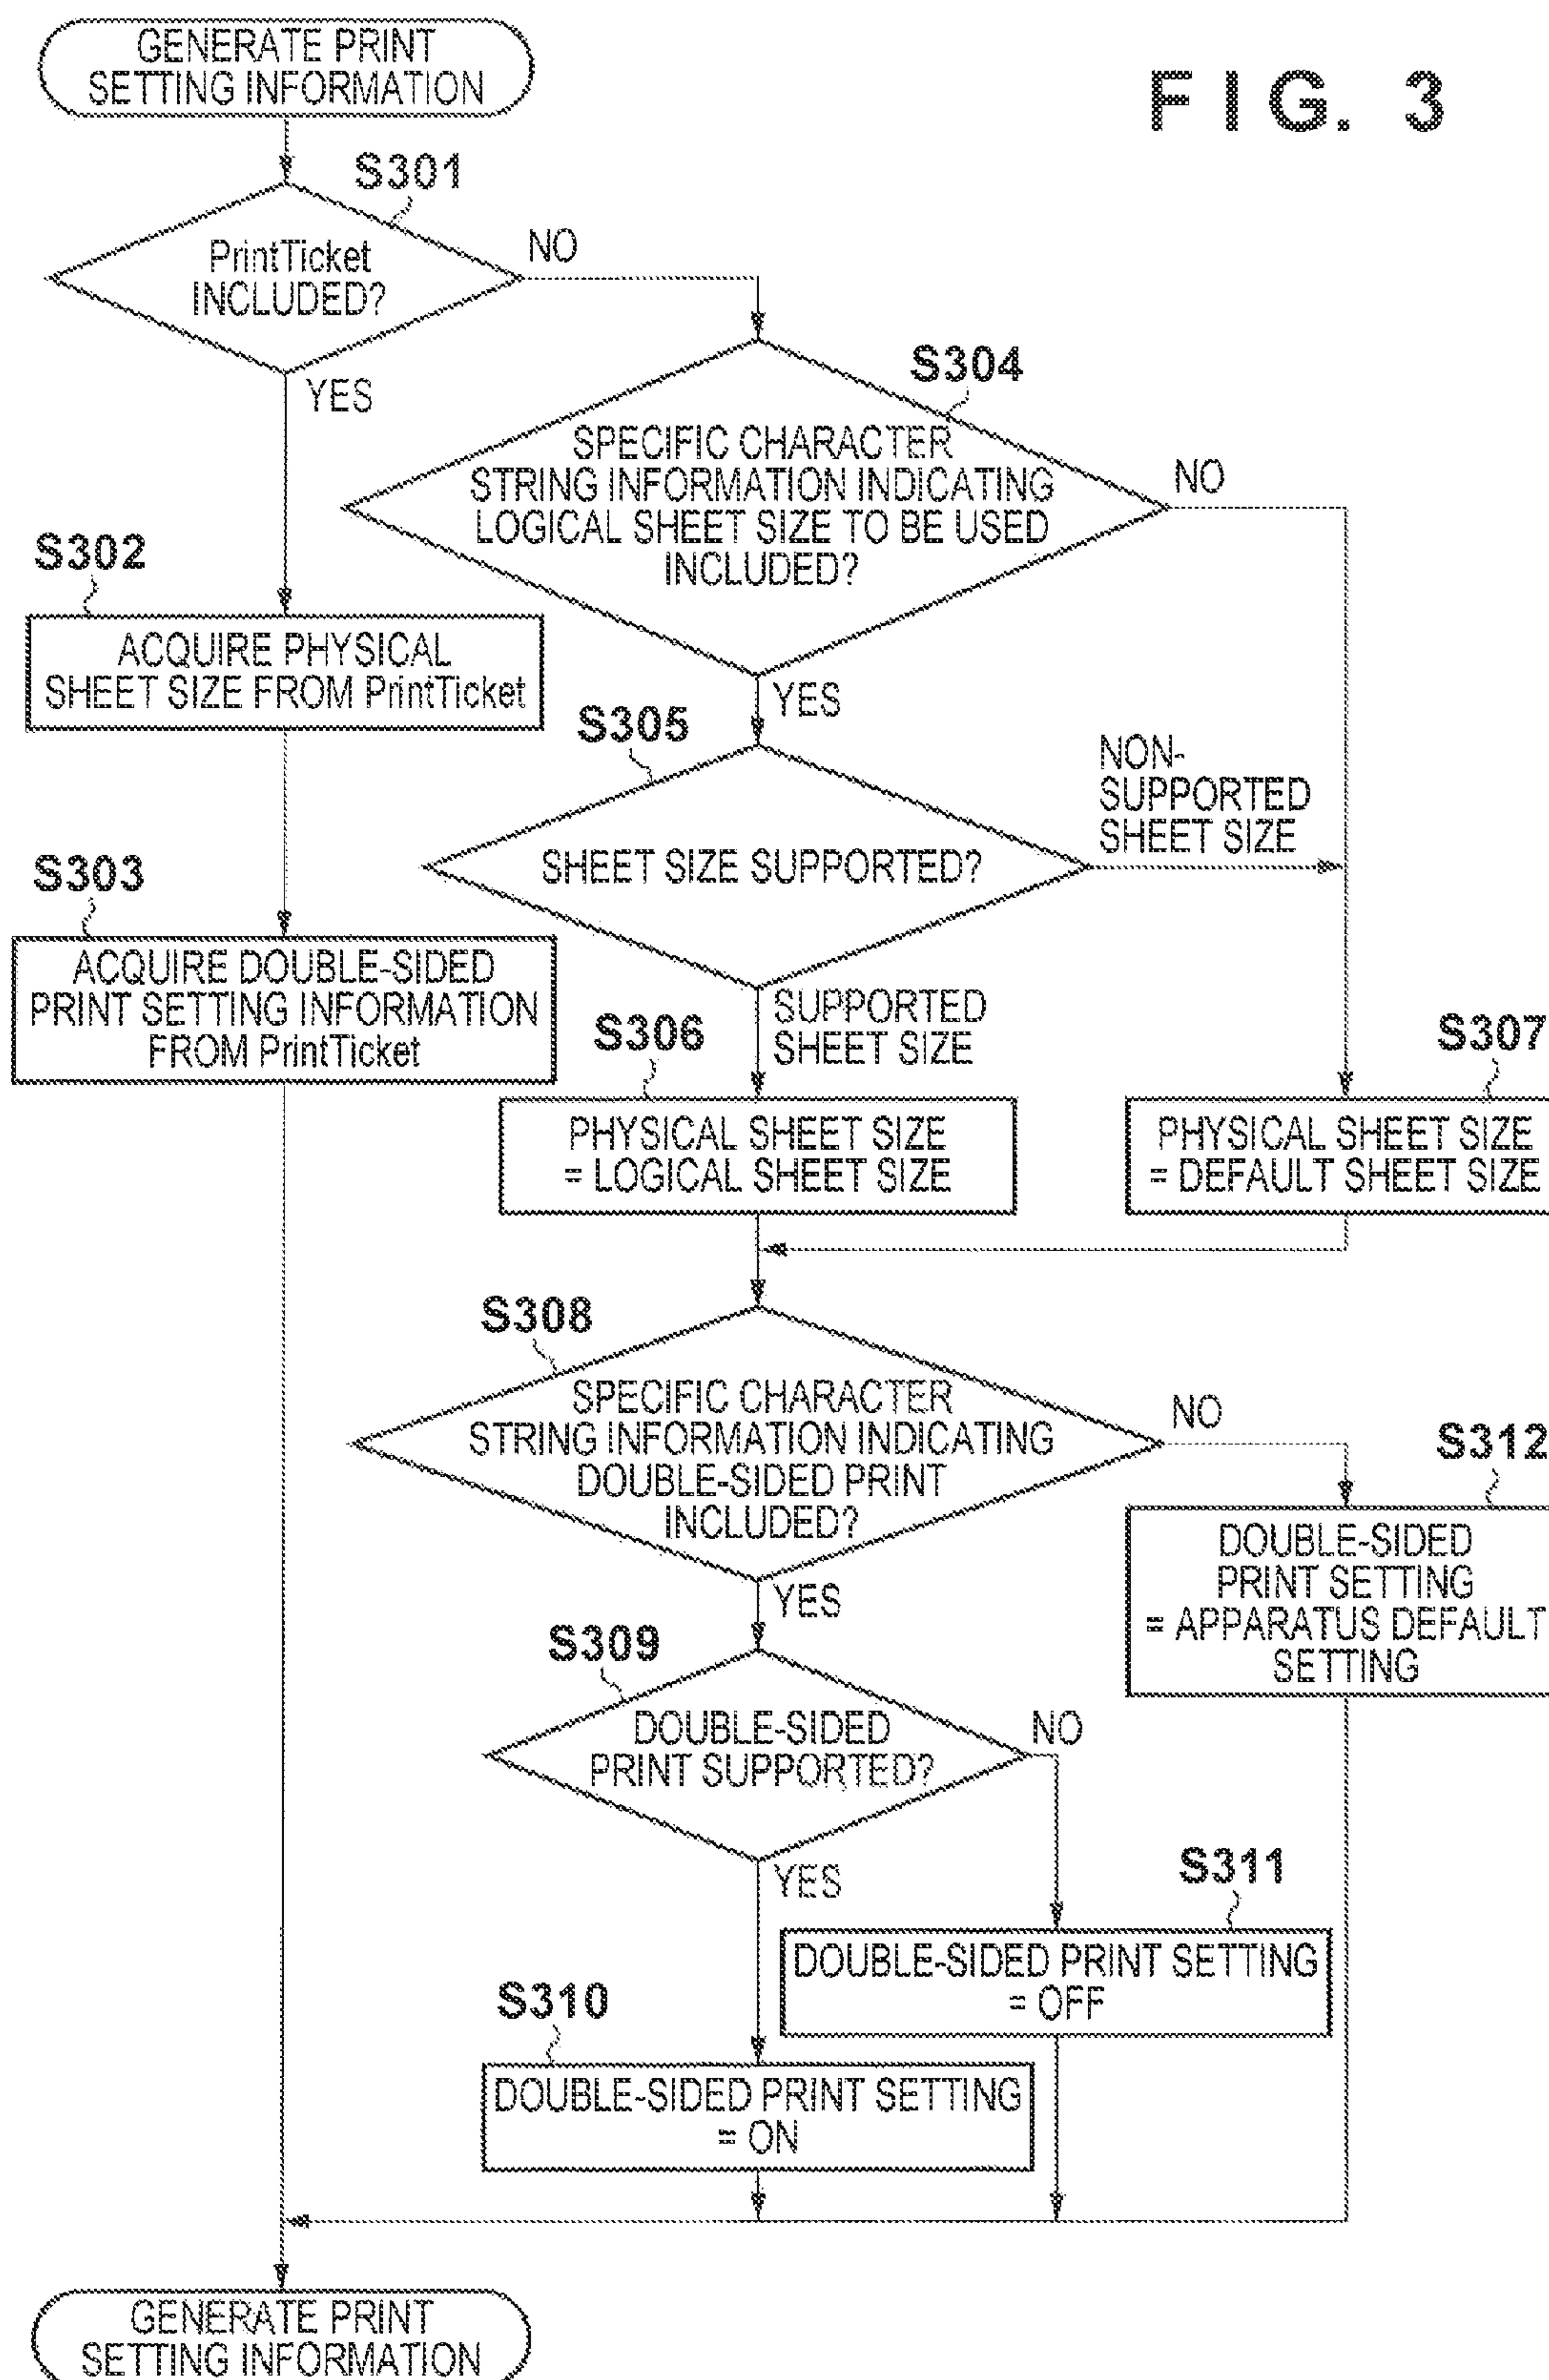 GENERATE PRINT
SETTING INFORMATION
FIG. 3
S301
PrintTicket
INCLUDED?
NO
YES
S304
SPECIFIC CHARACTER
STRING INFORMATION INDICATING
LOGICAL SHEET SIZE TO BE USED
INCLUDED?
NO
YES
S302
ACQUIRE PHYSICAL
SHEET SIZE FROM PrintTicket
S305
SHEET SIZE SUPPORTED?
NON-
SUPPORTED
SHEET SIZE
SUPPORTED
SHEET SIZE
S303
ACQUIRE DOUBLE-SIDED
PRINT SETTING INFORMATION
FROM PrintTicket
S306
PHYSICAL SHEET SIZE
= LOGICAL SHEET SIZE
S307
PHYSICAL SHEET SIZE
= DEFAULT SHEET SIZE
S308
SPECIFIC CHARACTER
STRING INFORMATION INDICATING
DOUBLE-SIDED PRINT
INCLUDED?
NO
YES
S312
DOUBLE-SIDED
PRINT SETTING
= APPARATUS DEFAULT
SETTING
S309
DOUBLE-SIDED
PRINT SUPPORTED?
NO
YES
S311
DOUBLE-SIDED PRINT SETTING
= OFF
S310
DOUBLE-SIDED PRINT SETTING
= ON
GENERATE PRINT
SETTING INFORMATION